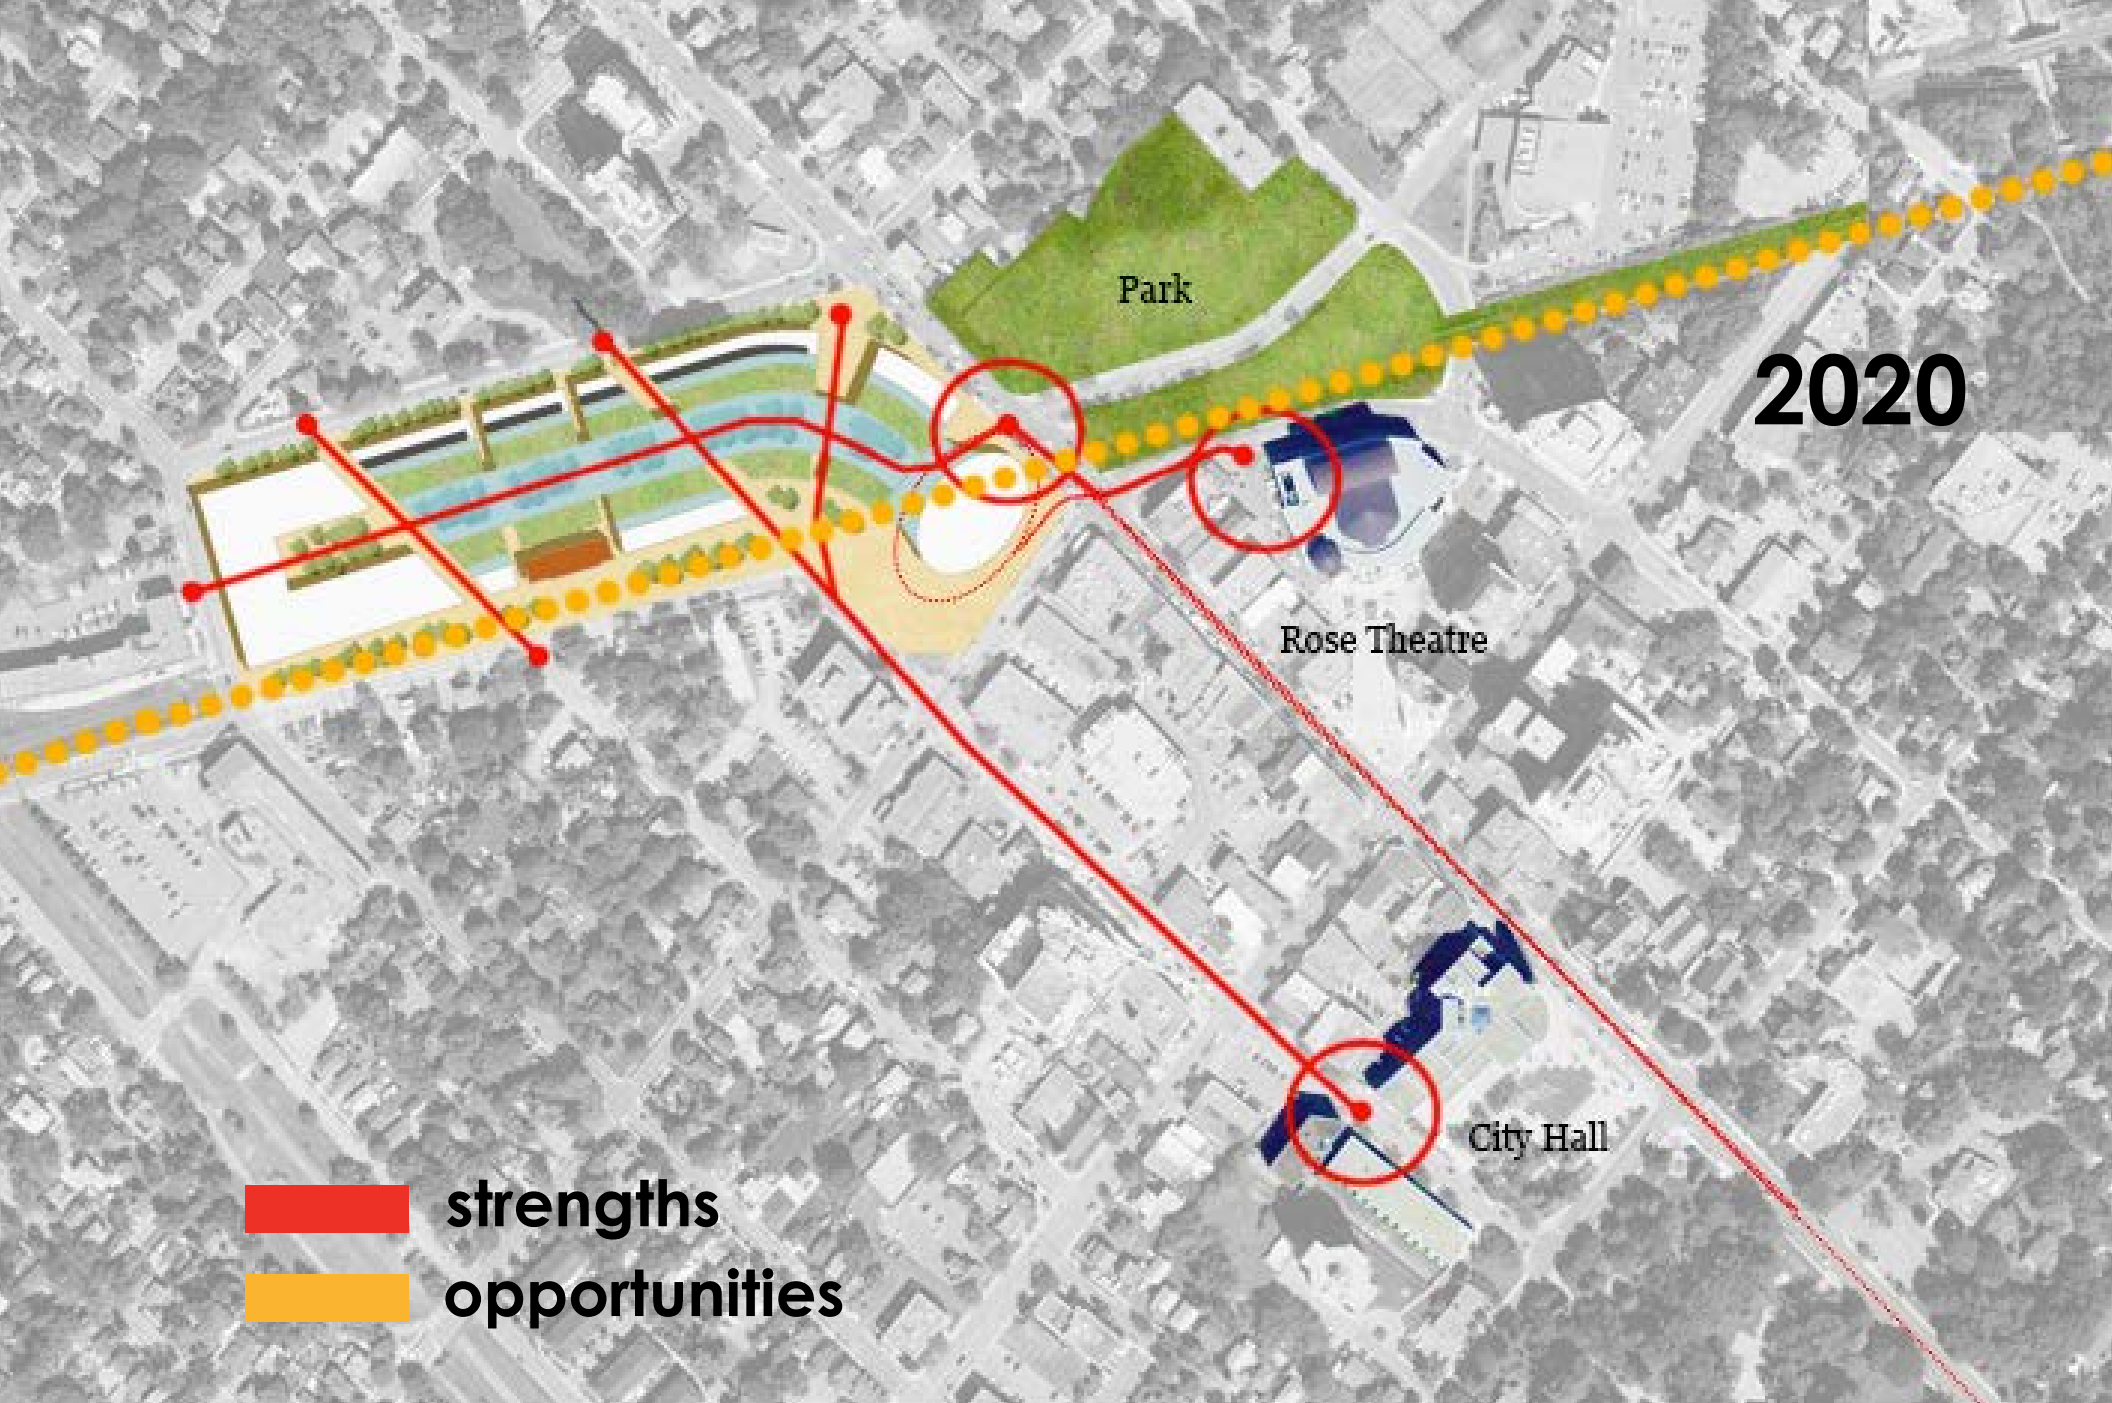 Park
2020
Rose Theatre
City Hall
strengths
opportunities